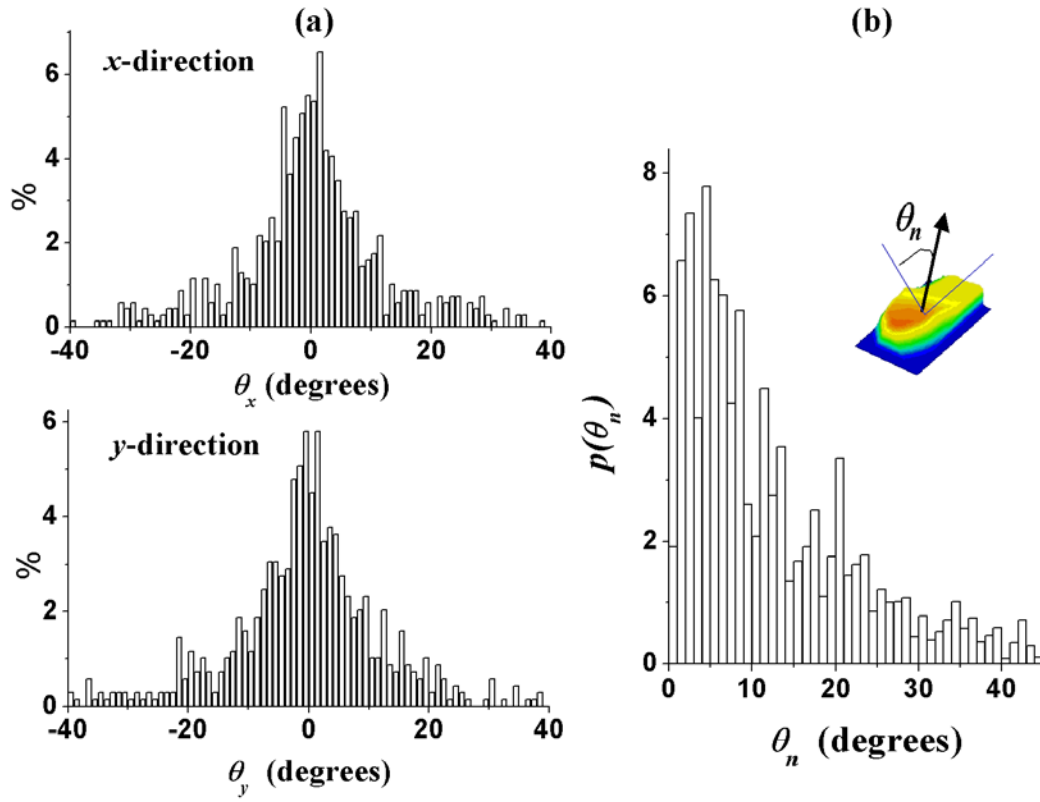 (a)
x-direction
6
4
2
0
%
-40 -20 0 20 40
θx (degrees)
y-direction
6
4
2
0
%
-40 -20 0 20 40
θy (degrees)
(b)
8
6
4
2
0
p(θn)
θn
0 10 20 30 40
θn (degrees)